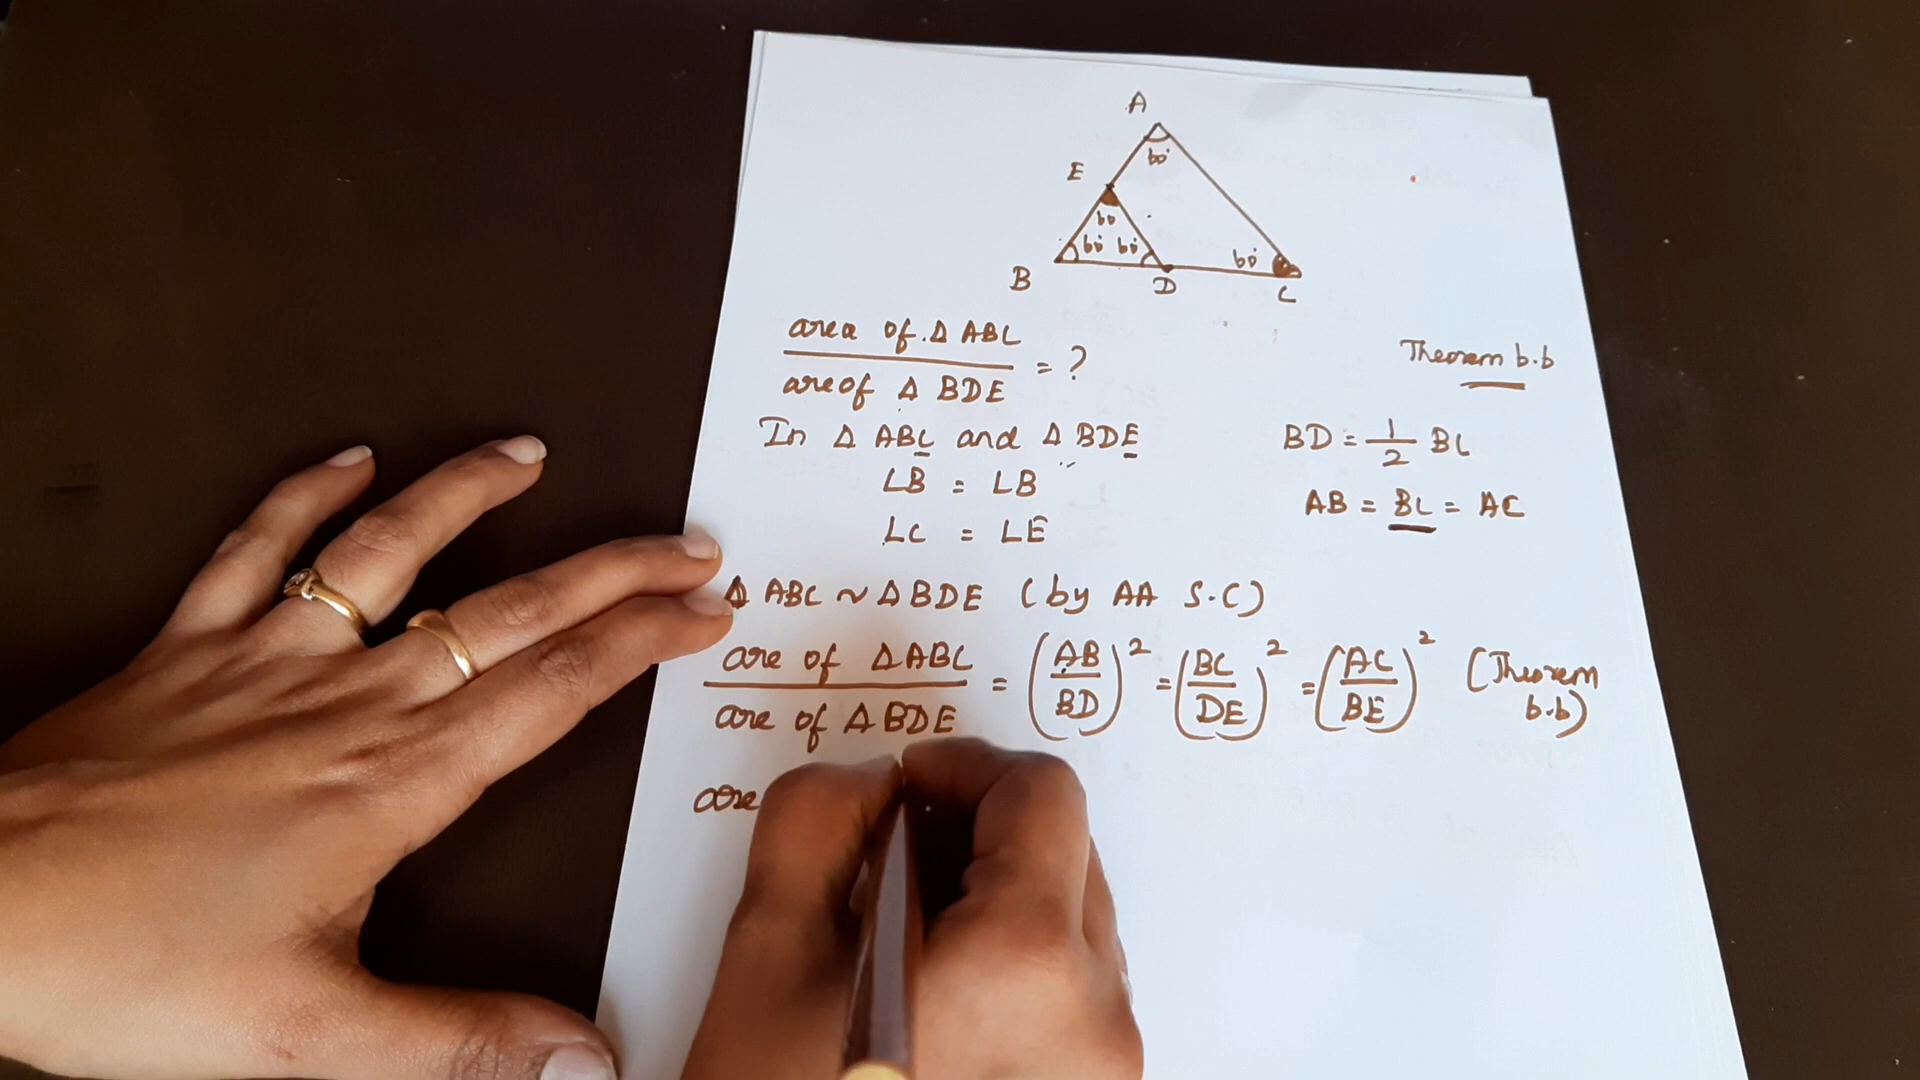 A
60°
E
60
60° 60° 60°
B D C
area of. Δ ABC
are of Δ BDE
= ?
Theorem 6.6
In Δ ABC and Δ BDE
BD = 1/2 BC
∠B = ∠B
AB = BC = AC
∠C = ∠E
Δ ABC ~ Δ BDE (by AA S.C)
are of ΔABC
are of Δ BDE
= (AB/BD)² = (BC/DE)² = (AC/BE)² (Theorem
6.6)
are